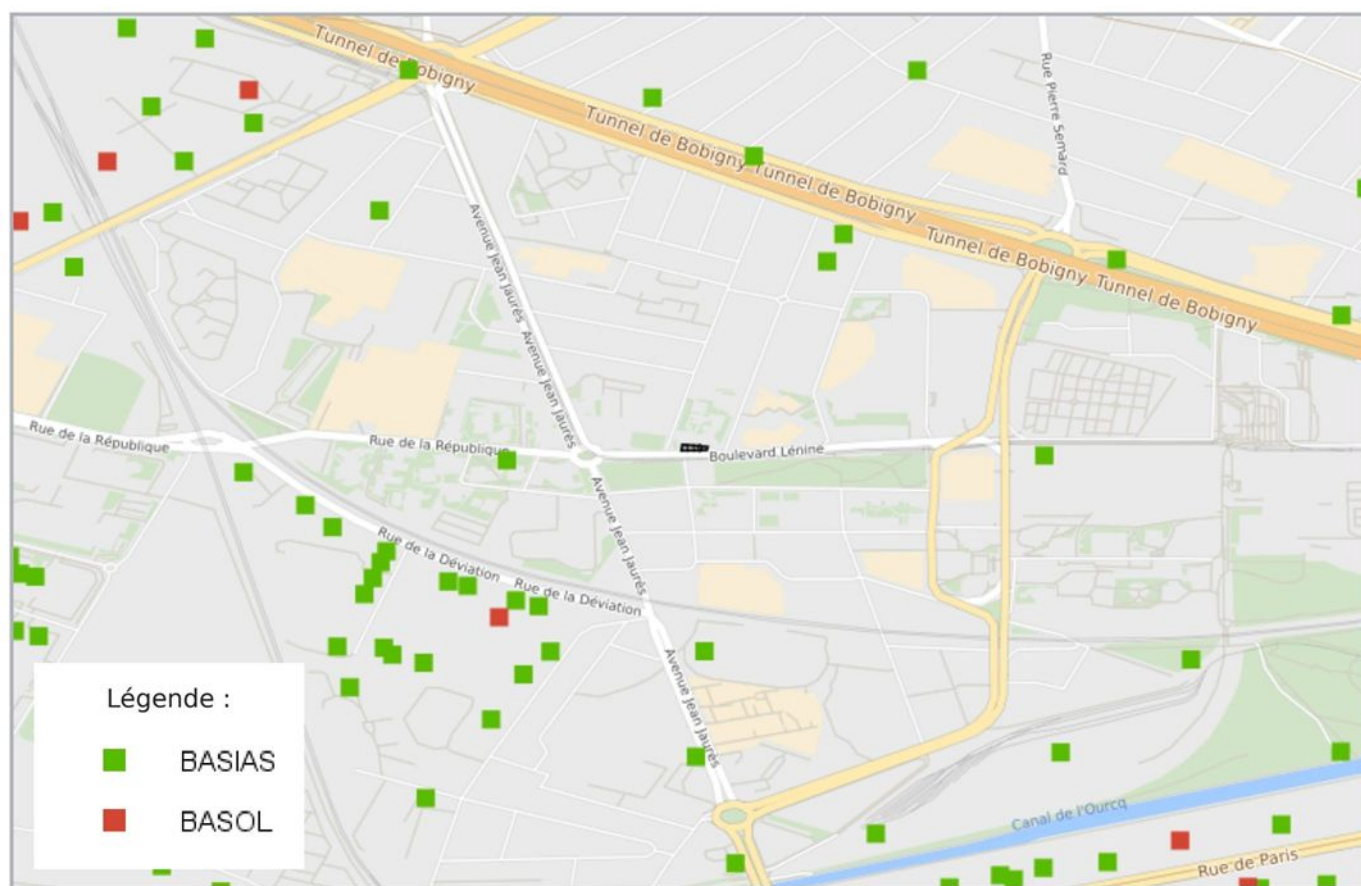 Tunnel de Bobigny
Tunnel de Bobigny
Tunnel de Bobigny
Tunnel de Bobigny
Tunnel de Bobigny
Rue Pierre Semard
Avenue Jean Jaurès
Avenue Jean Jaurès
Rue de la République
Rue de la République
Boulevard Lénine
Avenue Jean Jaurès
Rue de la Déviation
Rue de la Déviation
Avenue Jean Jaurès
Canal de l'Ourcq
Rue de Paris
Légende :
BASIAS
BASOL